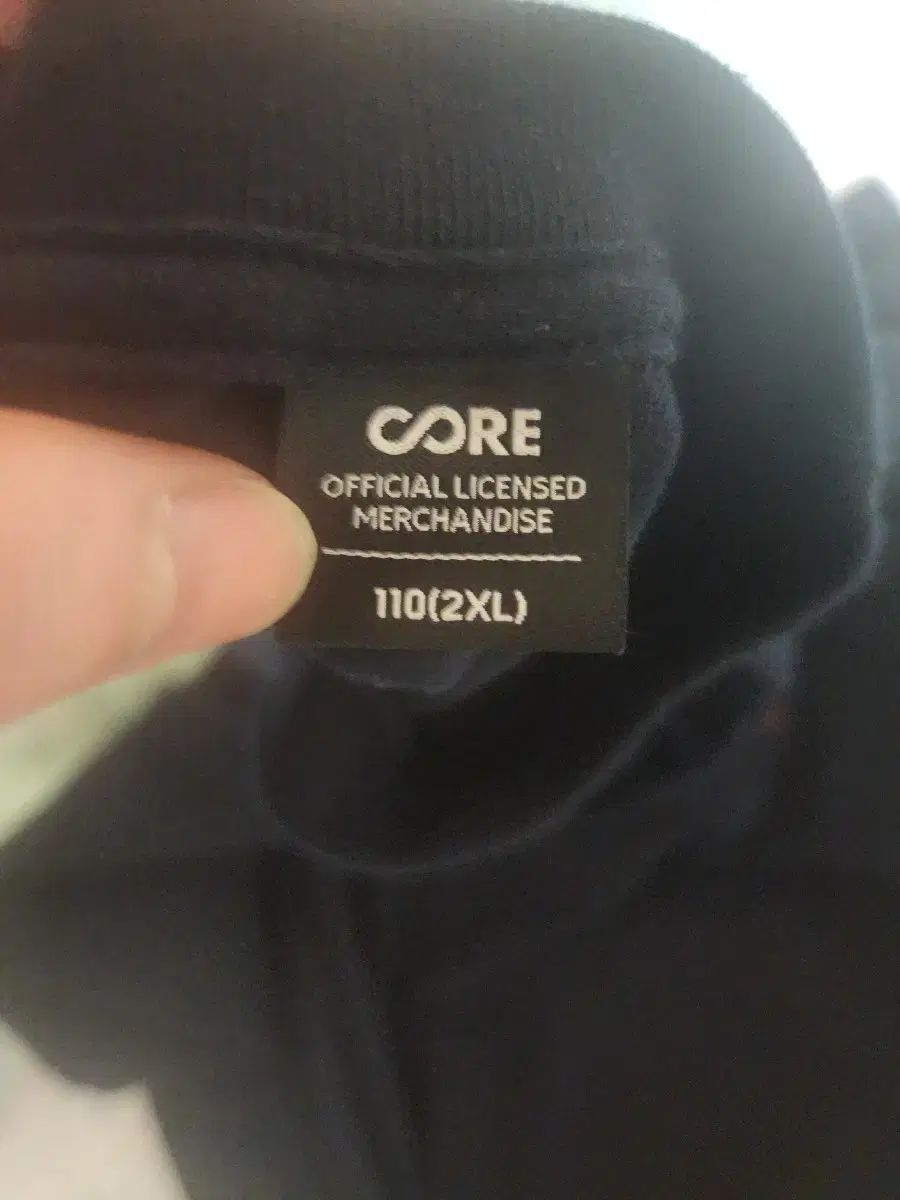 CORE
OFFICIAL LICENSED
MERCHANDISE
110(2XL)